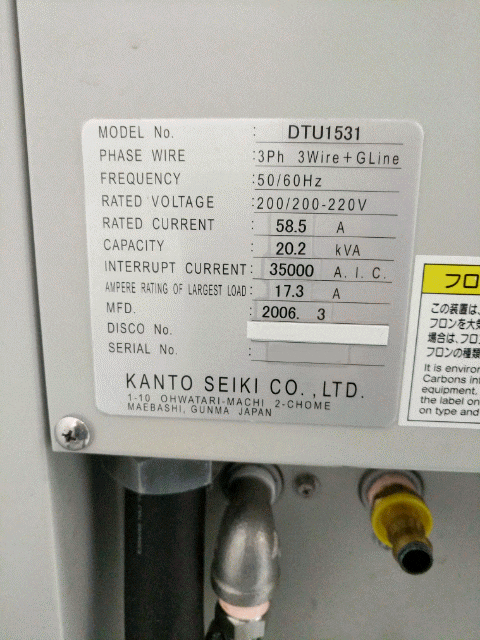 MODEL No. : DTU1531
PHASE WIRE :3Ph 3Wire+GLine
FREQUENCY :50/60Hz
RATED VOLTAGE :200/200-220V
RATED CURRENT : 58.5 A
CAPACITY : 20.2 kVA
INTERRUPT CURRENT: 35000 A.I.C.
AMPERE RATING OF LARGEST LOAD: 17.3 A
MFD. : 2006. 3
DISCO No.
SERIAL No. :
KANTO SEIKI CO.,LTD.
1-10 OHWATARI-MACHI 2-CHOME
MAEBASHI, GUNMA JAPAN
フロ
この装置は、
フロンを大気
場合は、フロ
フロンの種類
It is environ
Carbons int
equipment,
the label on
on type and